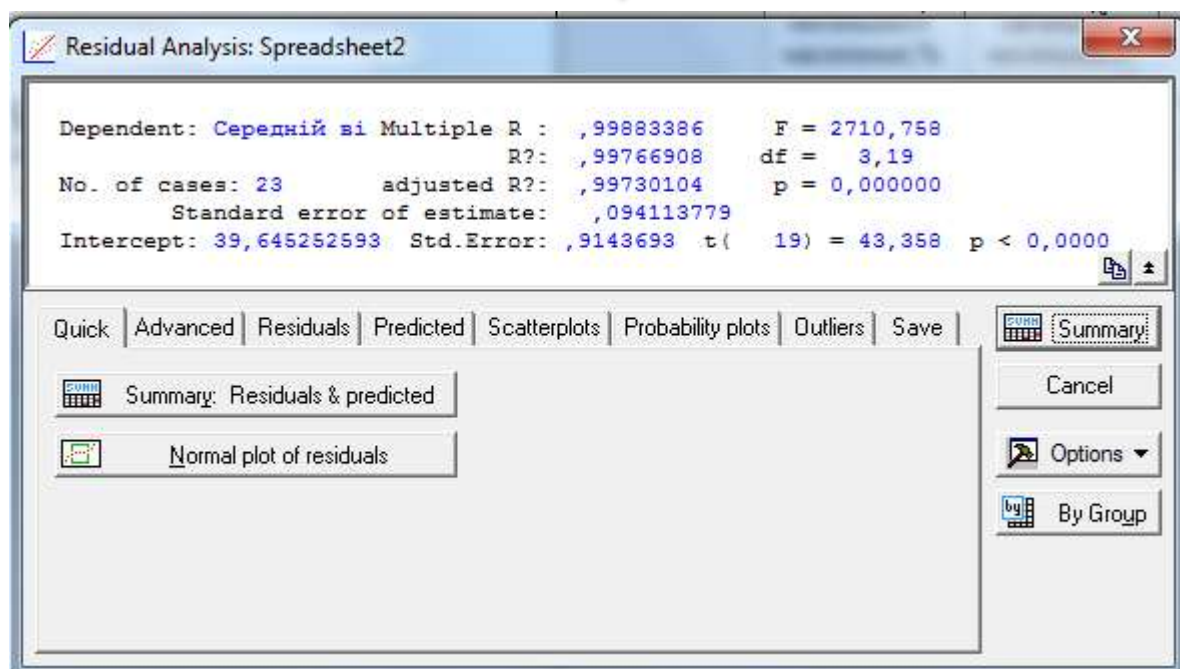 Residual Analysis: Spreadsheet2
Dependent: Середній ві Multiple R : ,99883386 F = 2710,758
R?: ,99766908 df = 3,19
No. of cases: 23 adjusted R?: ,99730104 p = 0,000000
Standard error of estimate: ,094113779
Intercept: 39,645252593 Std.Error: ,9143693 t( 19) = 43,358 p < 0,0000
Quick Advanced Residuals Predicted Scatterplots Probability plots Outliers Save
Summary
Summary: Residuals & predicted
Cancel
Normal plot of residuals
Options
By Group